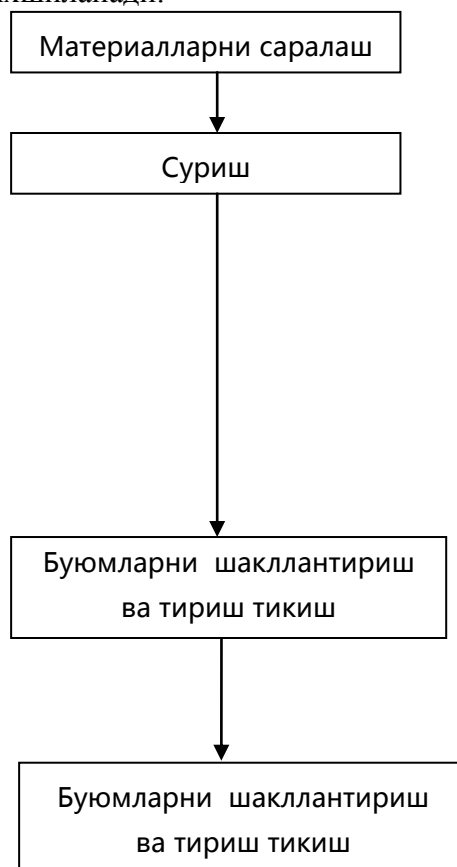 Материалларни саралаш
Суриш
Буюмларни шакллантириш
ва тириш тикиш
Буюмларни шакллантириш
ва тириш тикиш